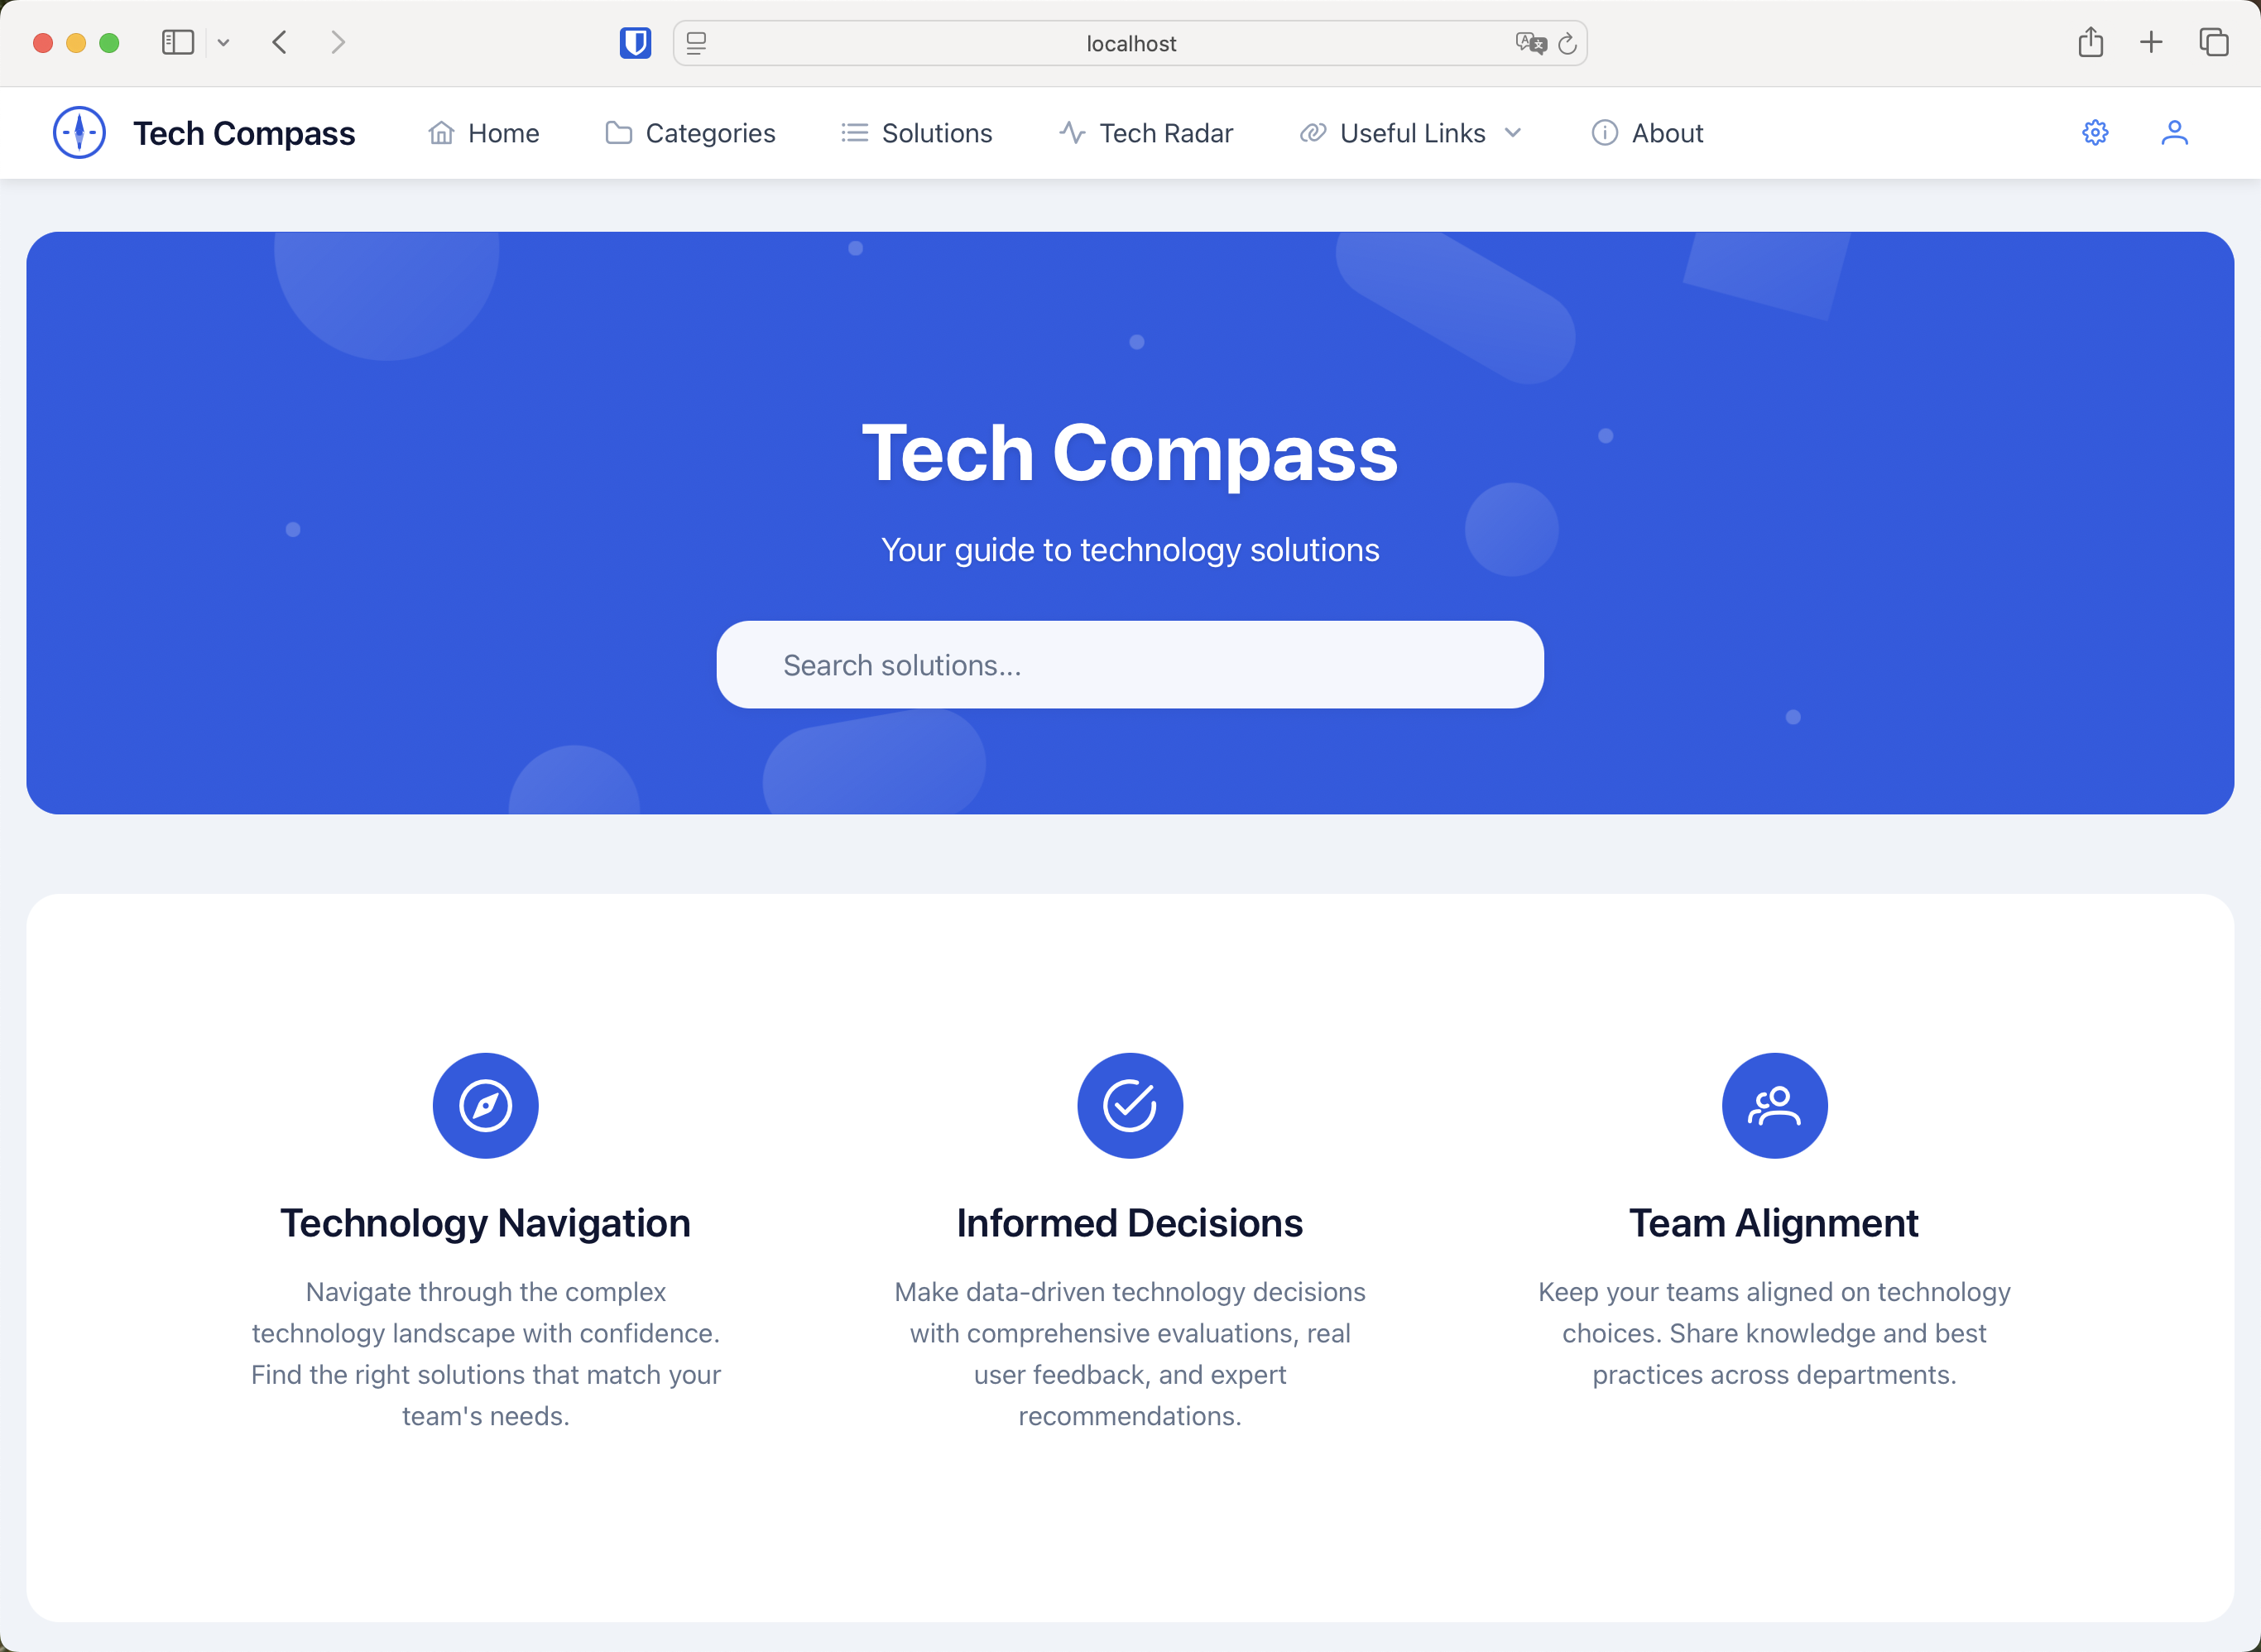 localhost
Tech Compass
Home
Categories
Solutions
Tech Radar
Useful Links
About
Tech Compass
Your guide to technology solutions
Search solutions...
Technology Navigation
Navigate through the complex
technology landscape with confidence.
Find the right solutions that match your
team's needs.
Informed Decisions
Make data-driven technology decisions
with comprehensive evaluations, real
user feedback, and expert
recommendations.
Team Alignment
Keep your teams aligned on technology
choices. Share knowledge and best
practices across departments.